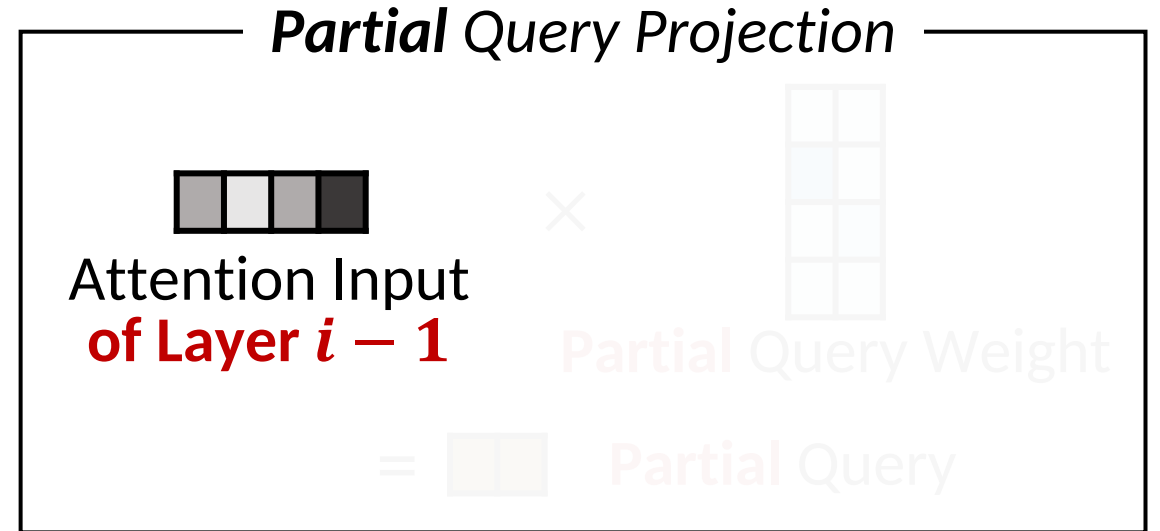 Partial Query Projection
×
Attention Input
of Layer i − 1
Partial Query Weight
= Partial Query